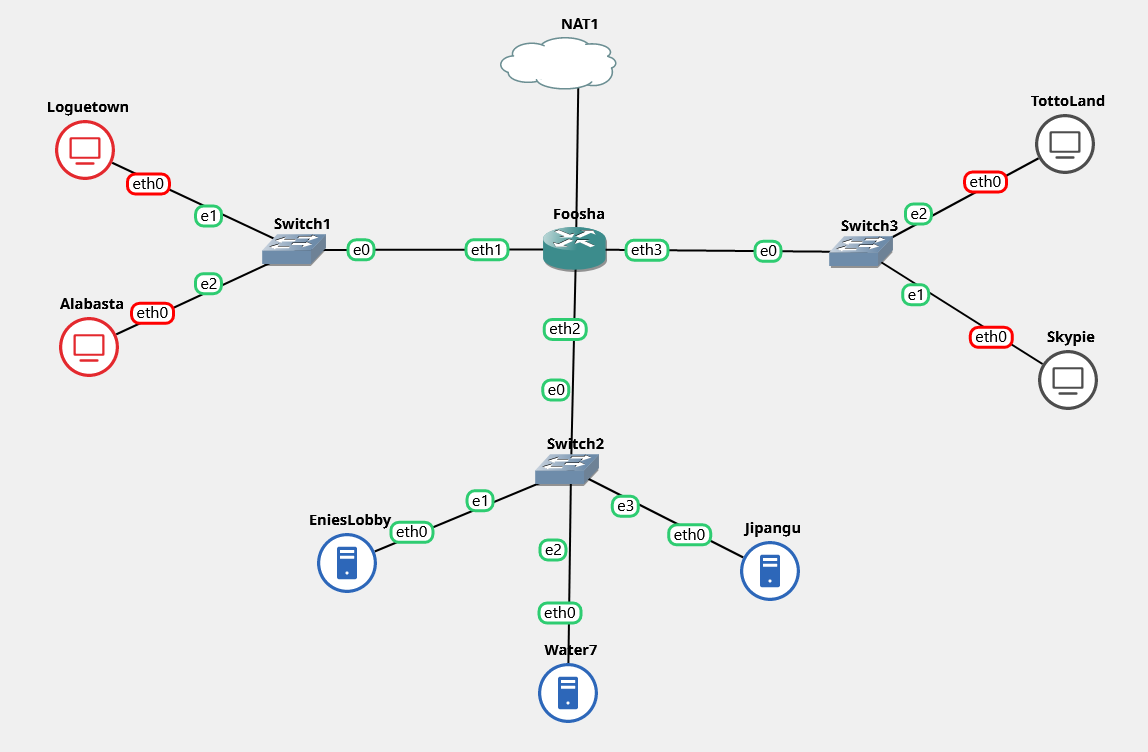 NAT1
Loguetown
TottoLand
eth0
eth0
e1
e2
Foosha
Switch1
Switch3
e0
eth1
eth3
e0
e2
e1
Alabasta
eth0
eth2
eth0
Skypie
e0
Switch2
e1
e3
EniesLobby
eth0
Jipangu
eth0
e2
eth0
Water7